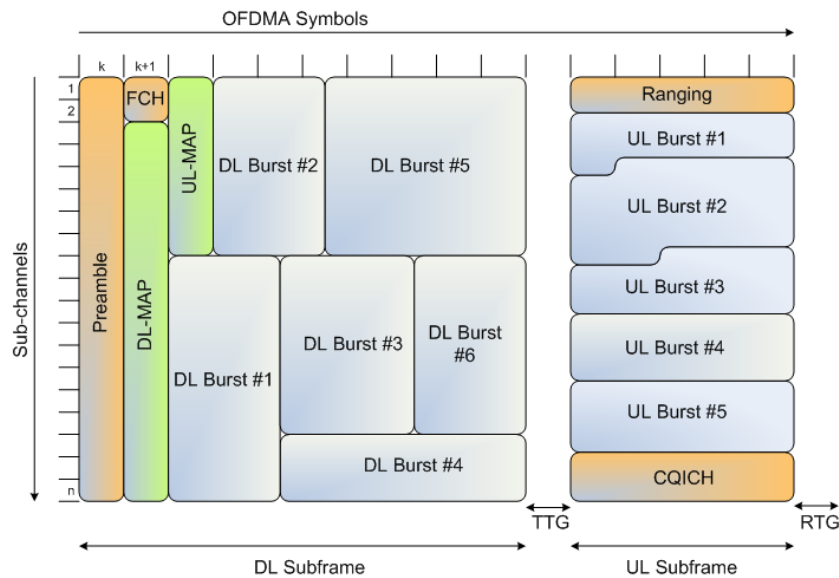 OFDMA Symbols
k
k+1
1
2
n
Sub-channels
Preamble
FCH
DL-MAP
UL-MAP
DL Burst #2
DL Burst #5
DL Burst #1
DL Burst #3
DL Burst
#6
DL Burst #4
Ranging
UL Burst #1
UL Burst #2
UL Burst #3
UL Burst #4
UL Burst #5
CQICH
TTG
RTG
DL Subframe
UL Subframe